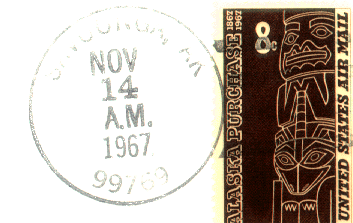 NOV
14
A.M.
1967
99769
ALASKA PURCHASE 1867 1967
8c
UNITED STATES AIR MAIL